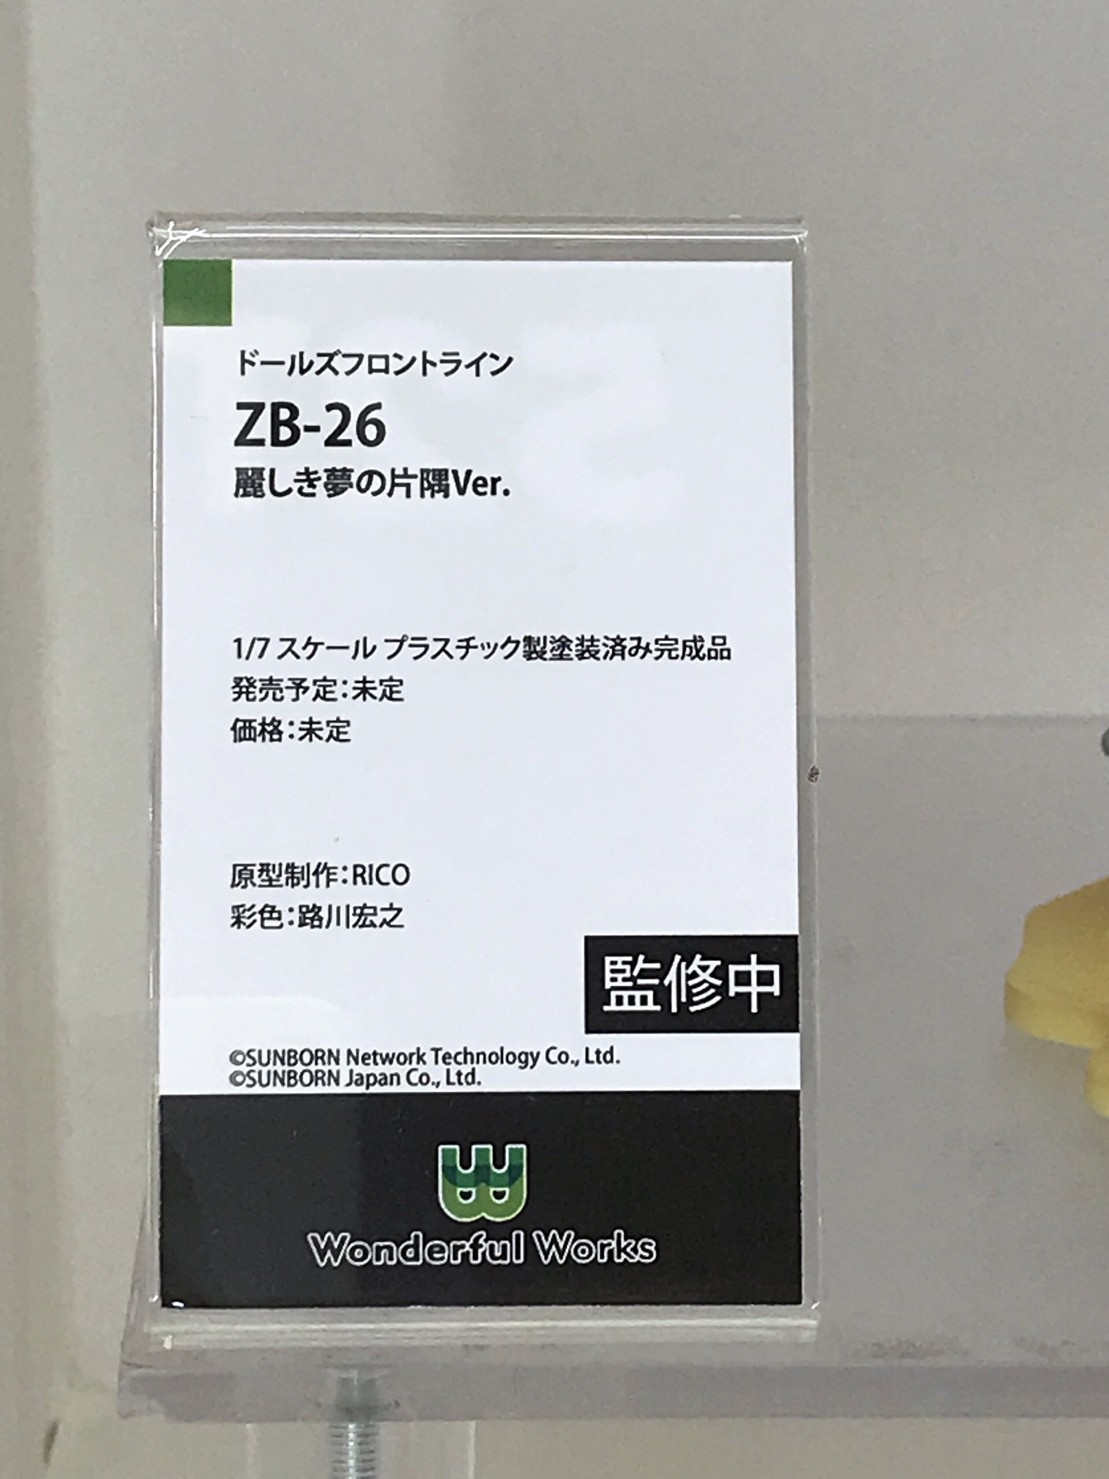 ドールズフロントライン
ZB-26
麗しき夢の片隅Ver.
1/7 スケール プラスチック製塗装済み完成品
発売予定：未定
価格：未定
原型制作：RICO
彩色：路川宏之
監修中
©SUNBORN Network Technology Co., Ltd.
©SUNBORN Japan Co., Ltd.
Wonderful Works